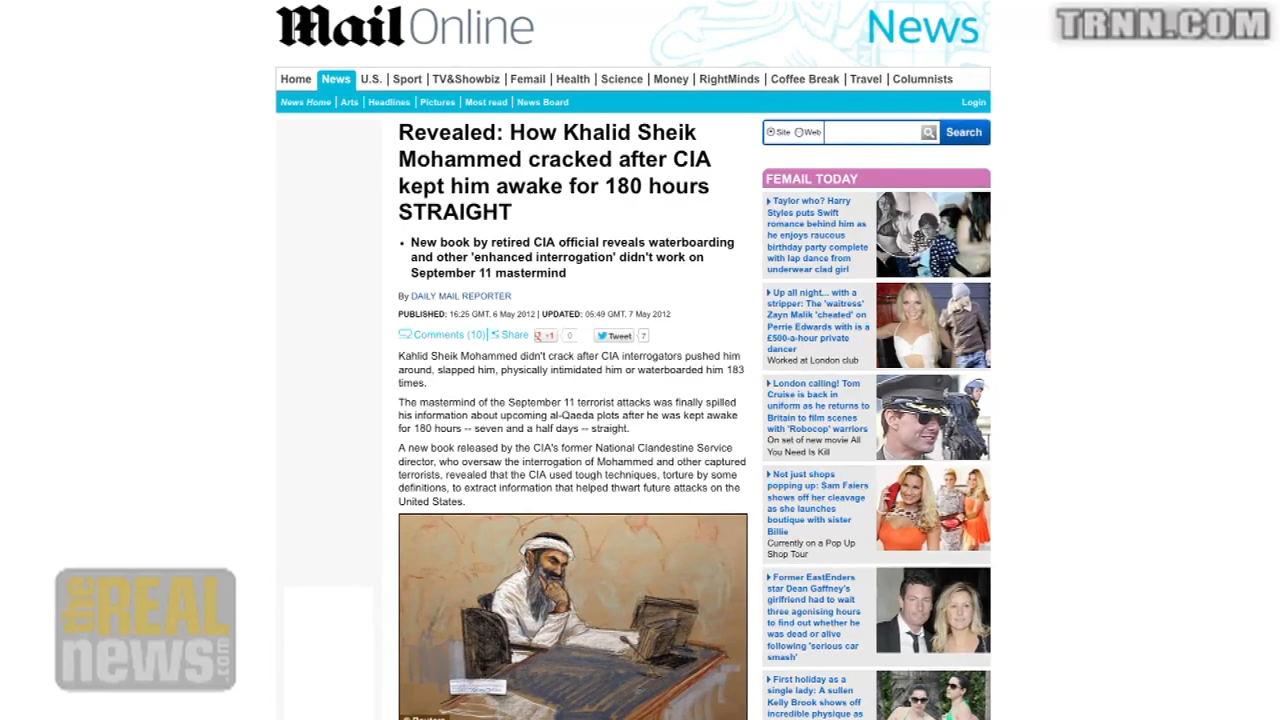 Mail Online
News
TRNN.COM
Home News U.S. Sport TV&Showbiz Femail Health Science Money RightMinds Coffee Break Travel Columnists
News Home Arts Headlines Pictures Most read News Board Login
Revealed: How Khalid Sheik
Mohammed cracked after CIA
kept him awake for 180 hours
STRAIGHT
• New book by retired CIA official reveals waterboarding
and other 'enhanced interrogation' didn't work on
September 11 mastermind
By DAILY MAIL REPORTER
PUBLISHED: 16:25 GMT, 6 May 2012 | UPDATED: 05:49 GMT, 7 May 2012
Comments (10) Share +1 0 Tweet 7
Kahlid Sheik Mohammed didn't crack after CIA interrogators pushed him
around, slapped him, physically intimidated him or waterboarded him 183
times.
The mastermind of the September 11 terrorist attacks was finally spilled
his information about upcoming al-Qaeda plots after he was kept awake
for 180 hours -- seven and a half days -- straight.
A new book released by the CIA's former National Clandestine Service
director, who oversaw the interrogation of Mohammed and other captured
terrorists, revealed that the CIA used tough techniques, torture by some
definitions, to extract information that helped thwart future attacks on the
United States.
Site Web Search
FEMAIL TODAY
Taylor who? Harry
Styles puts Swift
romance behind him as
he enjoys raucous
birthday party complete
with lap dance from
underwear clad girl
Up all night... with a
stripper: The 'waitress'
Zayn Malik 'cheated' on
Perrie Edwards with is a
£500-a-hour private
dancer
Worked at London club
London calling! Tom
Cruise is back in
uniform as he returns to
Britain to film scenes
with 'Robocop' warriors
On set of new movie All
You Need Is Kill
Not just shops
popping up: Sam Faiers
shows off her cleavage
as she launches
boutique with sister
Billie
Currently on a Pop Up
Shop Tour
Former EastEnders
star Dean Gaffney's
girlfriend had to wait
three agonising hours
to find out whether he
was dead or alive
following 'serious car
smash'
First holiday as a
single lady: A sullen
Kelly Brook shows off
incredible physique as
the REAL
news.com